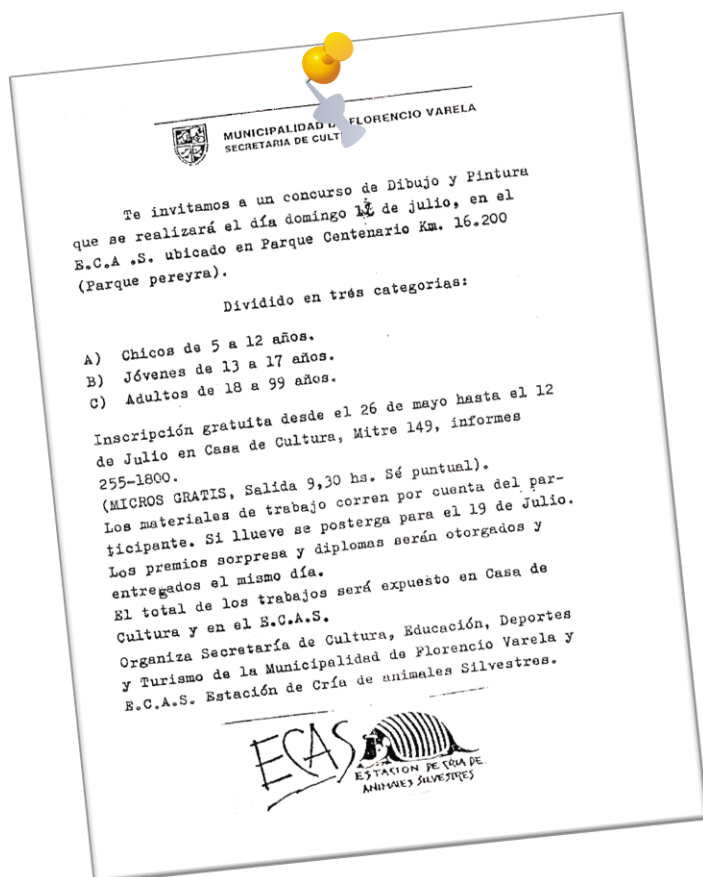 MUNICIPALIDAD D FLORENCIO VARELA
SECRETARIA DE CULT
Te invitamos a un concurso de Dibujo y Pintura
que se realizará el día domingo de julio, en el
E.C.A .S. ubicado en Parque Centenario Km. 16.200
(Parque pereyra).
Dividido en tres categorias:
A) Chicos de 5 a 12 años.
B) Jóvenes de 13 a 17 años.
C) Adultos de 18 a 99 años.
Inscripción gratuita desde el 26 de mayo hasta el 12
de Julio en Casa de Cultura, Mitre 149, informes
255-1800.
(MICROS GRATIS, Salida 9,30 hs. Sé puntual).
Los materiales de trabajo corren por cuenta del par-
ticipante. Si llueve se posterga para el 19 de Julio.
Los premios sorpresa y diplomas serán otorgados y
entregados el mismo día.
El total de los trabajos será expuesto en Casa de
Cultura y en el E.C.A.S.
Organiza Secretaría de Cultura, Educación, Deportes
y Turismo de la Municipalidad de Florencio Varela y
E.C.A.S. Estación de Cría de animales Silvestres.
ECAS
ESTACION DE CRIA DE
ANIMALES SILVESTRES